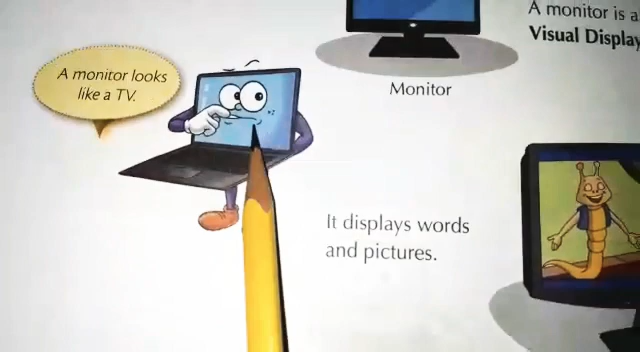 A monitor is a
Visual Display
A monitor looks
like a TV.
Monitor
It displays words
and pictures.